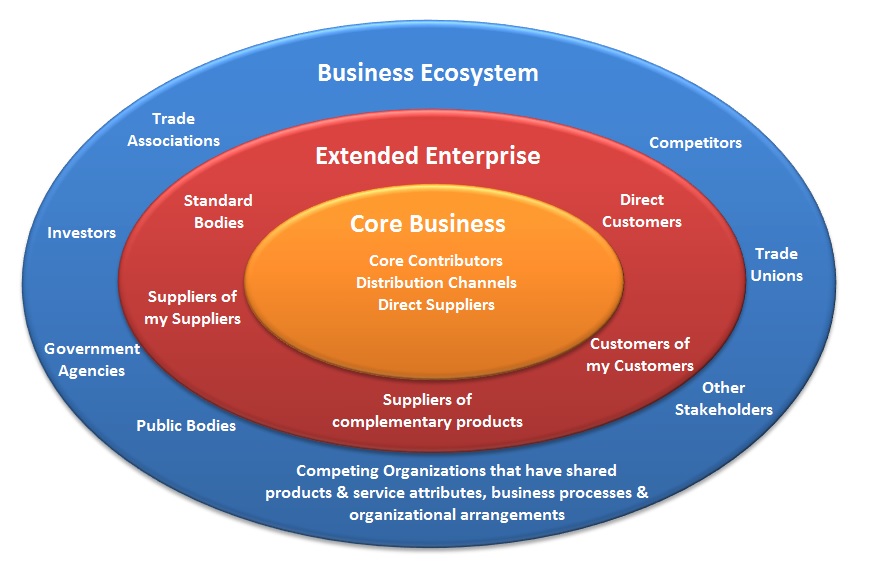 Business Ecosystem
Trade
Associations
Competitors
Investors
Trade
Unions
Government
Agencies
Other
Stakeholders
Public Bodies
Competing Organizations that have shared
products & service attributes, business processes &
organizational arrangements
Extended Enterprise
Standard
Bodies
Direct
Customers
Suppliers of
my Suppliers
Customers of
my Customers
Suppliers of
complementary products
Core Business
Core Contributors
Distribution Channels
Direct Suppliers